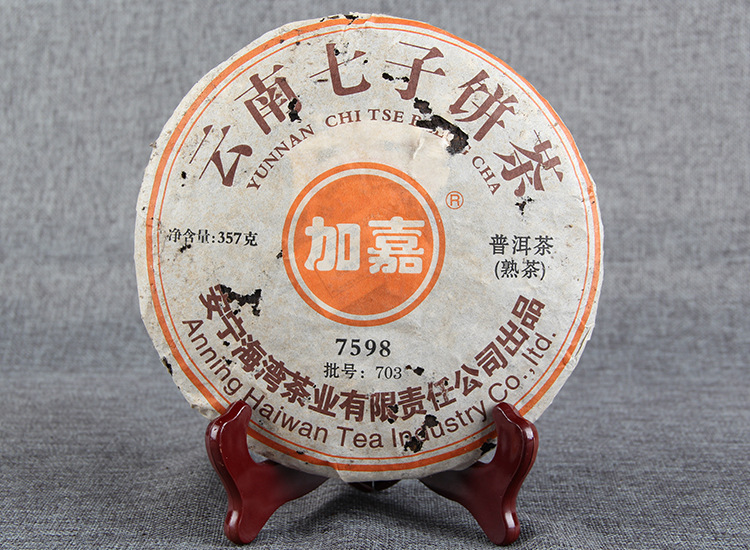 云南七子饼茶
YUNNAN CHI TSE CHA
净含量:357克
加嘉
®
普洱茶
(熟茶)
7598
批号: 703
安宁海湾茶业有限责任公司出品
Anning Haiwan Tea Industry Co.,ltd.